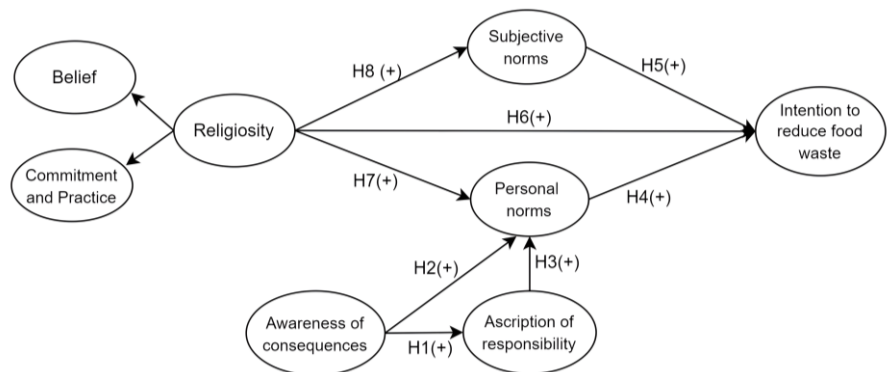 Subjective
norms
H8 (+)
H5(+)
Belief
Religiosity
H6(+)
Intention to
reduce food
waste
Commitment
and Practice
H7(+)
Personal
norms
H4(+)
H2(+)
H3(+)
Awareness of
consequences
H1(+)
Ascription of
responsibility